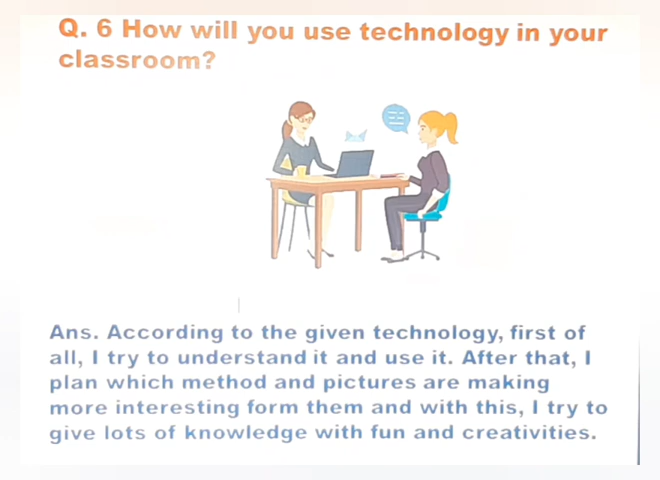 Q. 6 How will you use technology in your
classroom?
Ans. According to the given technology, first of
all, I try to understand it and use it. After that, I
plan which method and pictures are making
more interesting form them and with this, I try to
give lots of knowledge with fun and creativities.